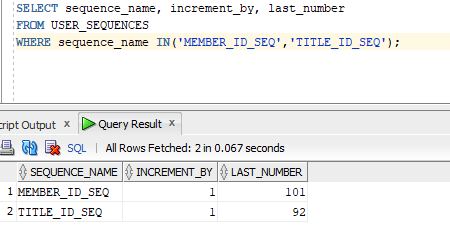 SELECT sequence_name, increment_by, last_number
FROM USER_SEQUENCES
WHERE sequence_name IN('MEMBER_ID_SEQ','TITLE_ID_SEQ');
cript Output x Query Result x
SQL | All Rows Fetched: 2 in 0.067 seconds
SEQUENCE_NAME INCREMENT_BY LAST_NUMBER
1 MEMBER_ID_SEQ 1 101
2 TITLE_ID_SEQ 1 92